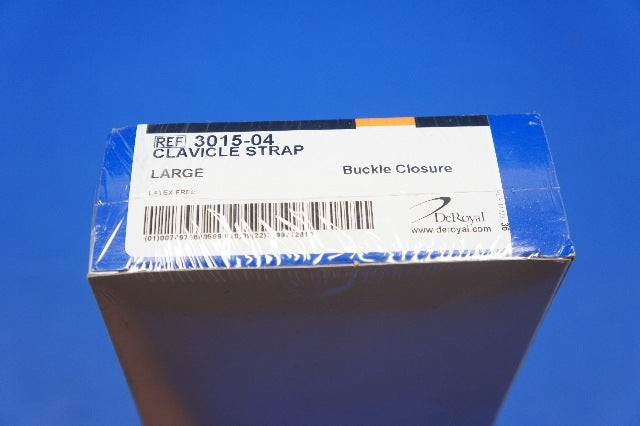 REF 3015-04
CLAVICLE STRAP
LARGE
Buckle Closure
LATEX FREE
DeRoyal
www.deroyal.com